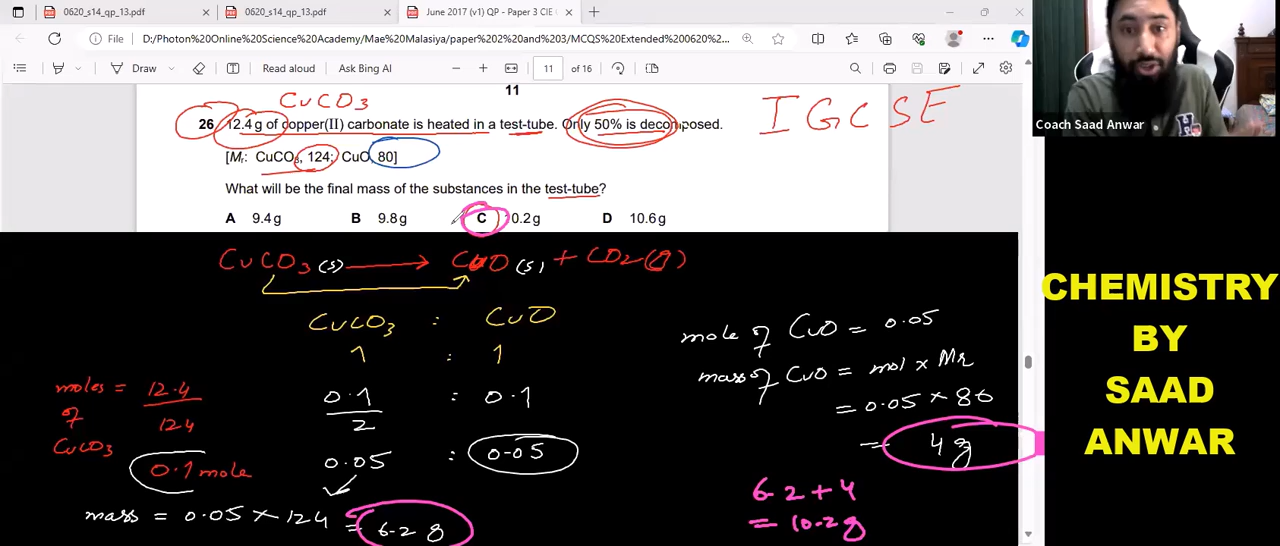 0620_s14_qp_13.pdf
0620_s14_qp_13.pdf
June 2017 (v1) QP - Paper 3 CIE C
File
D:/Photon%20Online%20Science%20Academy/Mae%20Malasiya/paper%202%20and%203/MCQS%20Extended%200620%20...
Draw
Read aloud
Ask Bing AI
11
of 16
Coach Saad Anwar
11
CuCO3
IGCSE
26 12.4 g of copper(II) carbonate is heated in a test-tube. Only 50% is decomposed.
[Mr: CuCO3, 124; CuO, 80]
What will be the final mass of the substances in the test-tube?
A 9.4 g B 9.8 g C 10.2 g D 10.6 g
CuCO3 (s) → CuO (s) + CO2 (g)
CuCO3 : CuO
1 : 1
0.1 / 2 : 0.1
0.05 : 0.05
moles of CuCO3 = 12.4 / 124
0.1 mole
mass = 0.05 × 124 = 6.2 g
mole of CuO = 0.05
mass of CuO = mol × Mr
= 0.05 × 80
= 4 g
6.2 + 4
= 10.2 g
CHEMISTRY
BY
SAAD
ANWAR